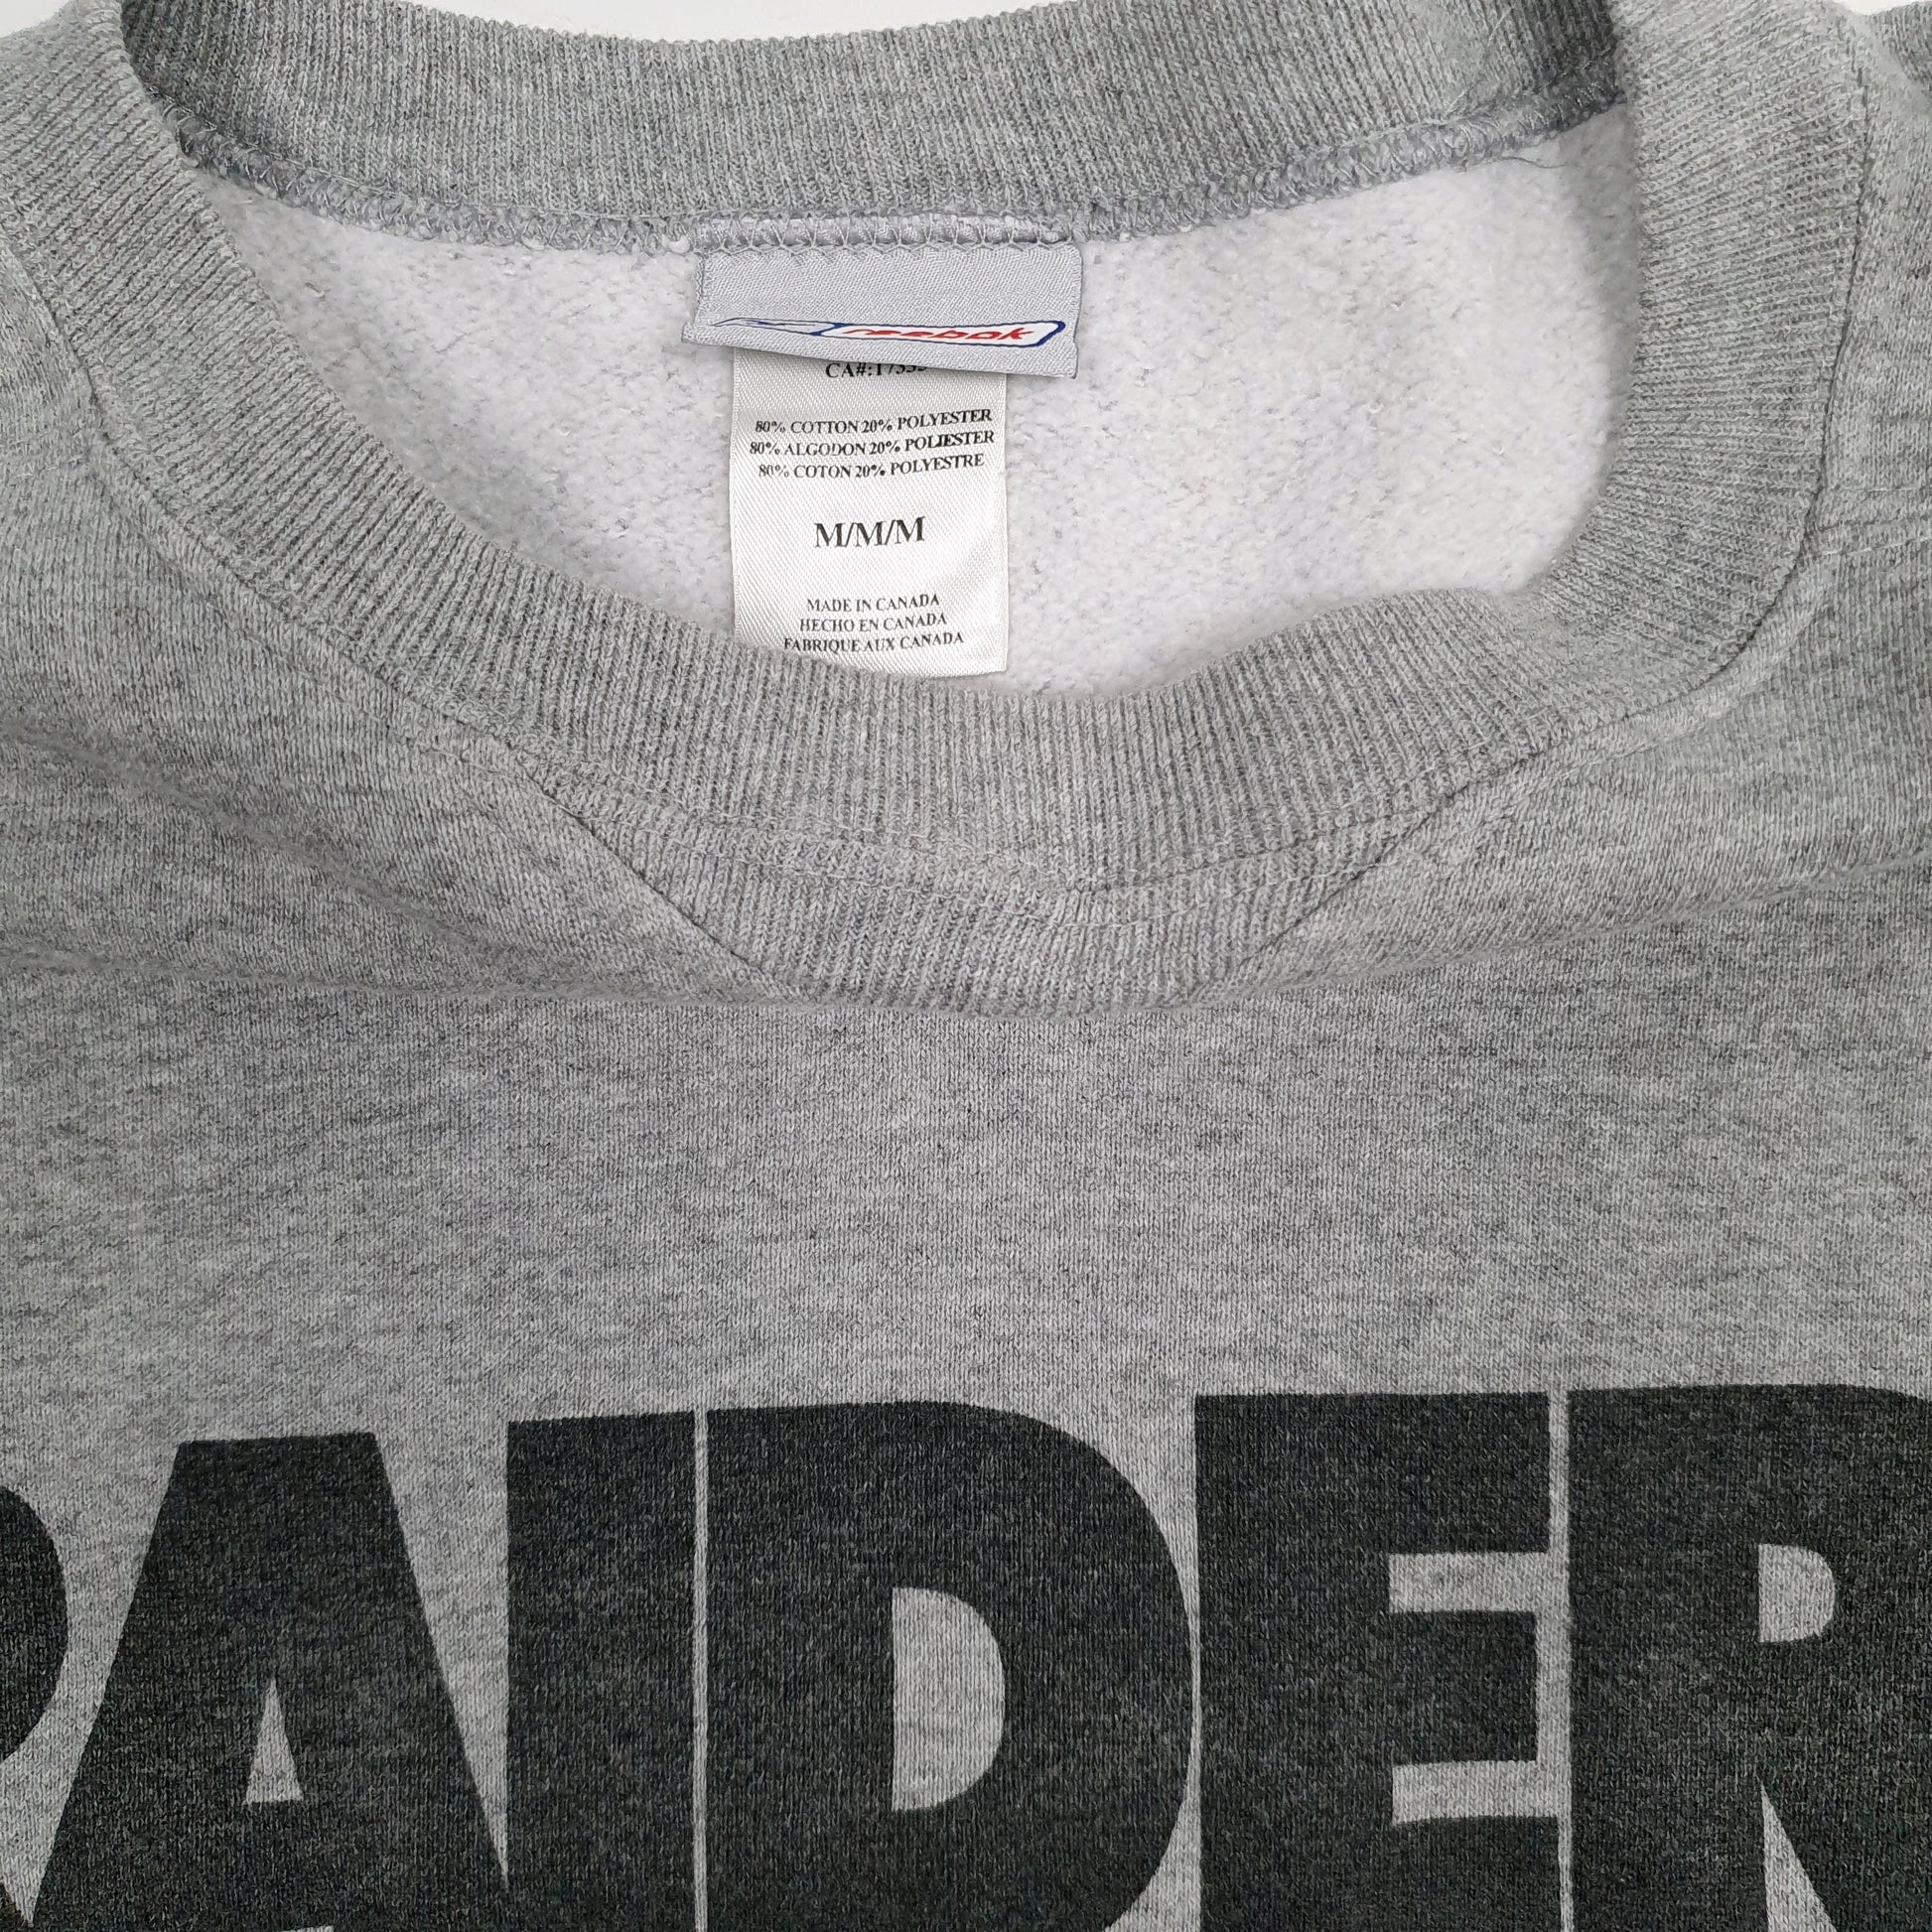 Reebok
CA#:
80% COTTON 20% POLYESTER
80% ALGODON 20% POLIESTER
80% COTON 20% POLYESTRE
M/M/M
MADE IN CANADA
HECHO EN CANADA
FABRIQUE AUX CANADA
RAIDER